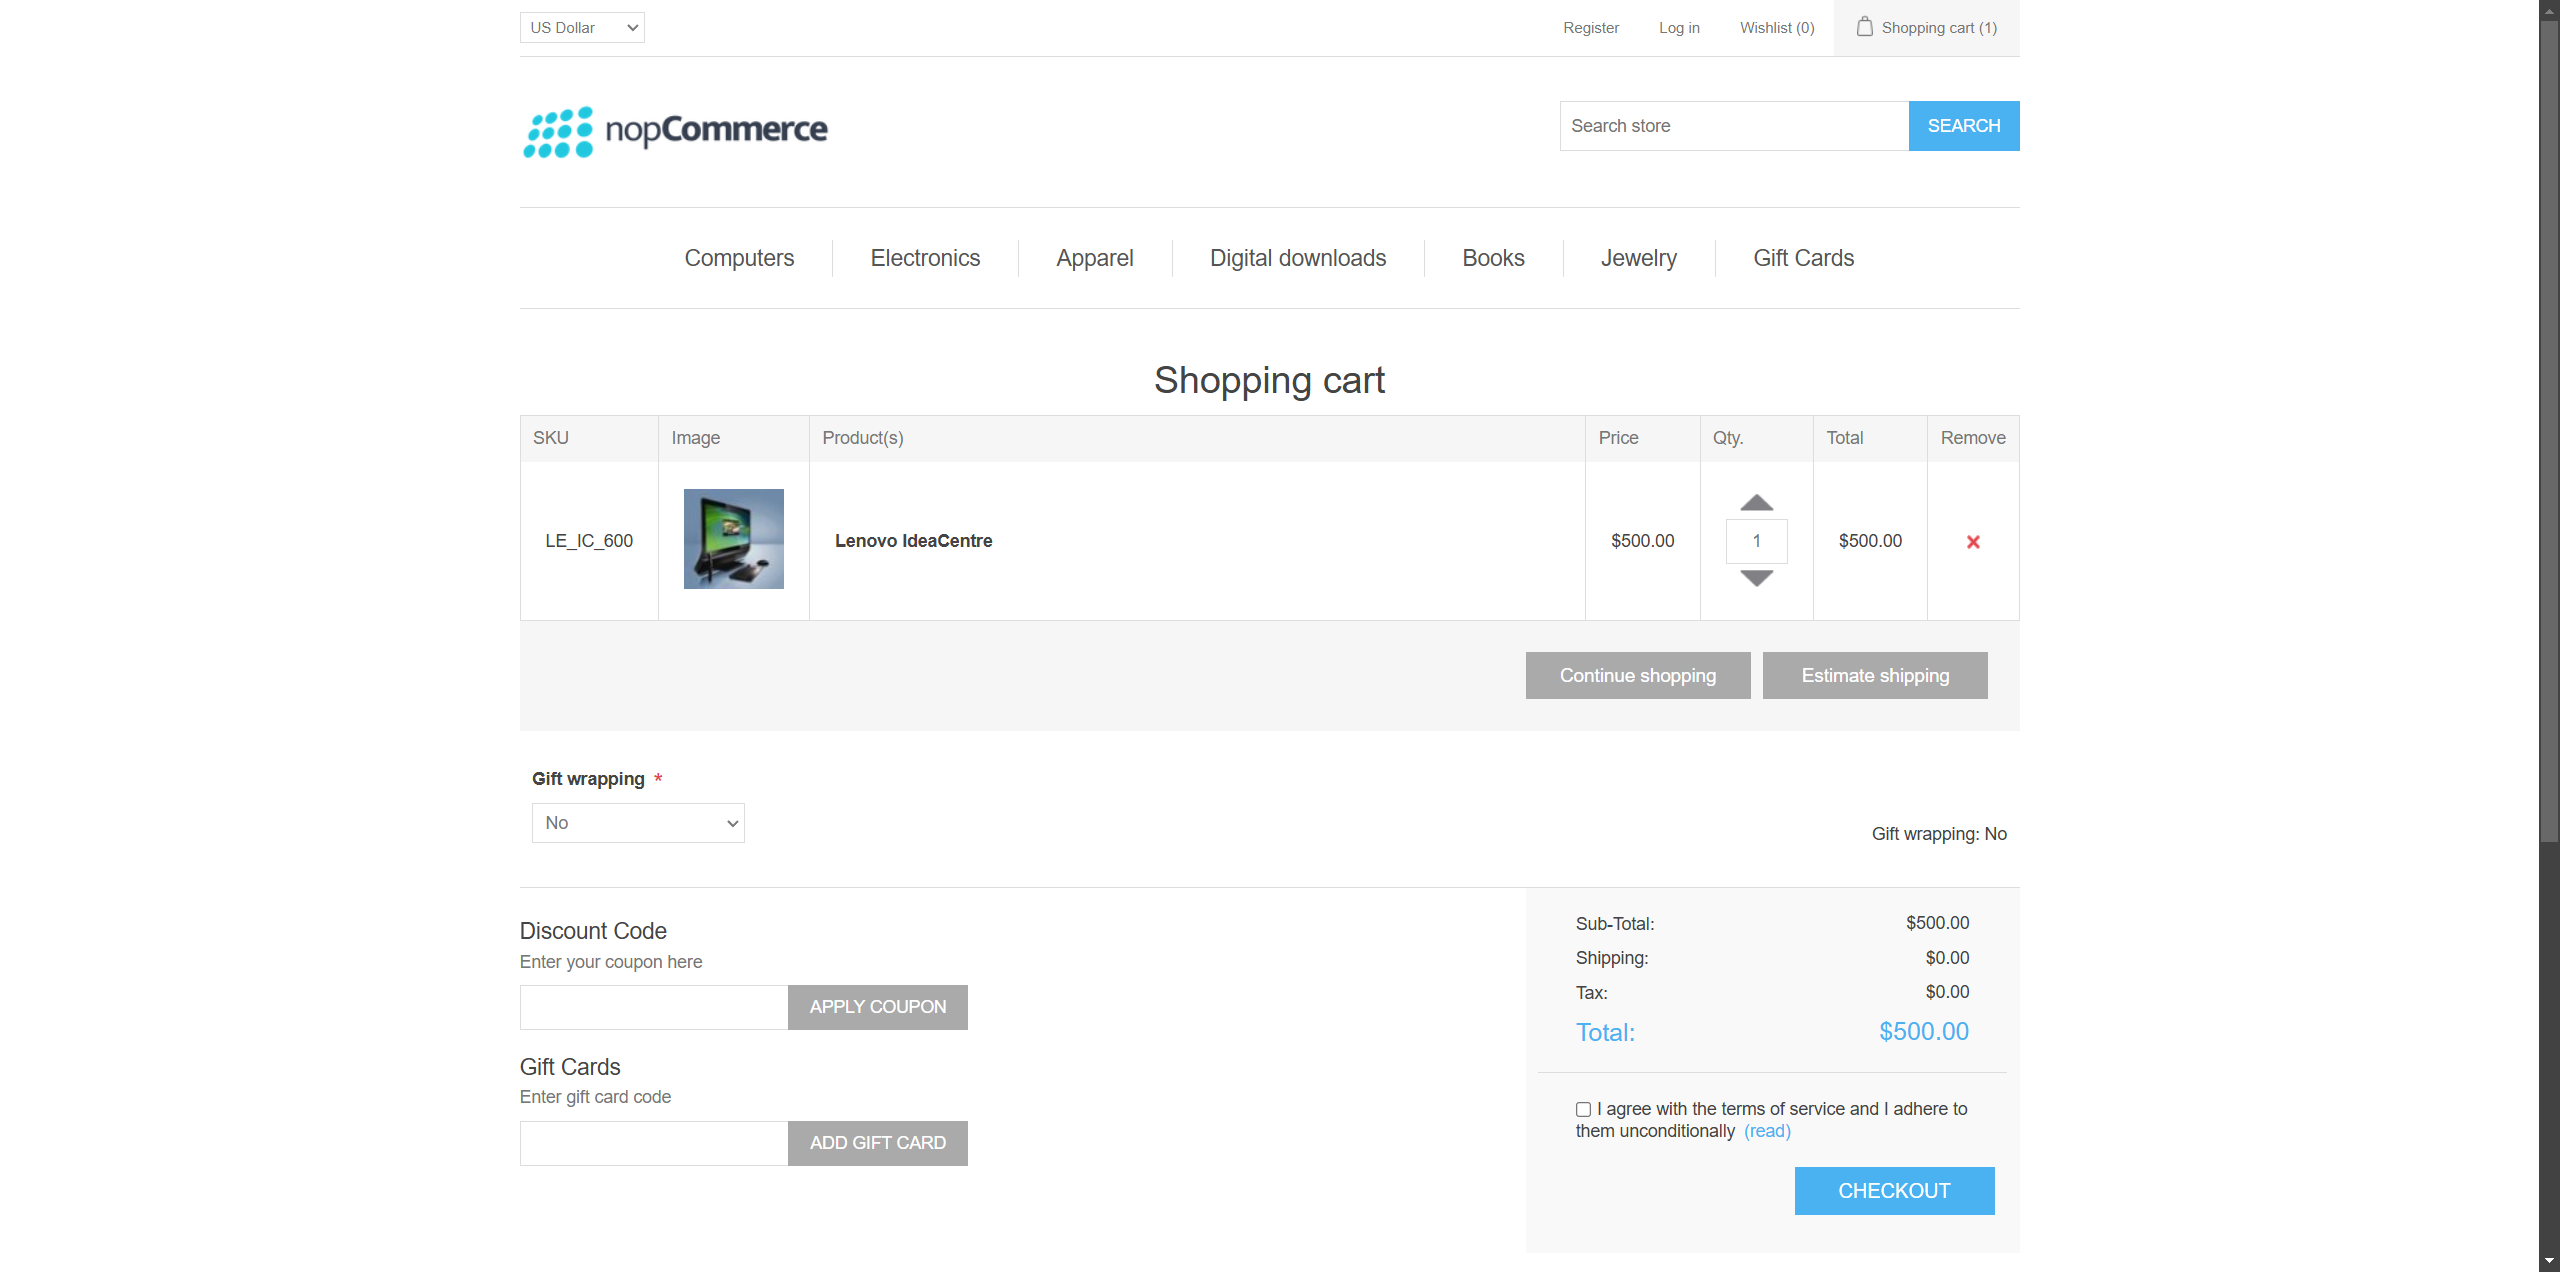 US Dollar
Register
Log in
Wishlist (0)
Shopping cart (1)
nopCommerce
Search store
SEARCH
Computers
Electronics
Apparel
Digital downloads
Books
Jewelry
Gift Cards
Shopping cart
SKU
Image
Product(s)
Price
Qty.
Total
Remove
LE_IC_600
Lenovo IdeaCentre
$500.00
1
$500.00
Continue shopping
Estimate shipping
Gift wrapping *
No
Gift wrapping: No
Discount Code
Enter your coupon here
APPLY COUPON
Gift Cards
Enter gift card code
ADD GIFT CARD
Sub-Total: $500.00
Shipping: $0.00
Tax: $0.00
Total: $500.00
I agree with the terms of service and I adhere to
them unconditionally (read)
CHECKOUT